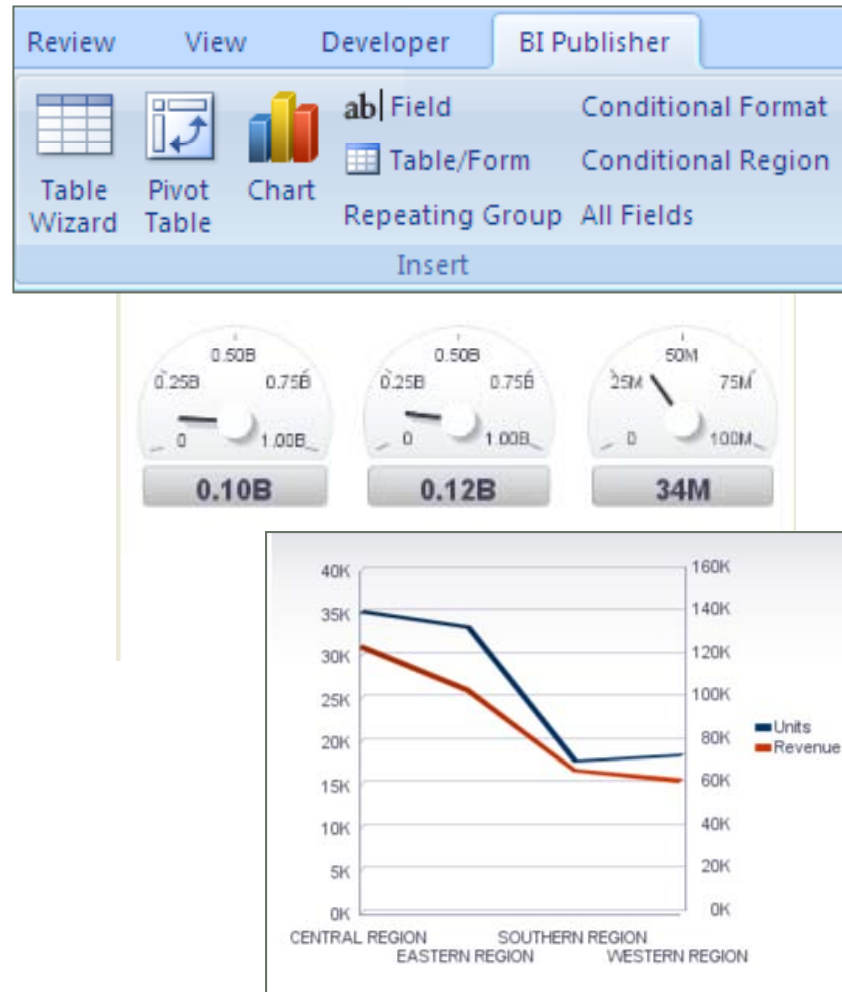 Review View Developer BI Publisher
ab Field Conditional Format
Table/Form Conditional Region
Table Pivot Chart
Wizard Table
Repeating Group All Fields
Insert
0.50B 0.50B 50M
0.25B 0.75B 0.25B 0.75B 25M 75M
0 1.00B 0 1.00B 0 100M
0.10B 0.12B 34M
40K 160K
35K 140K
30K 120K
25K 100K
20K 80K
15K 60K
10K 40K
5K 20K
0K 0K
Units
Revenue
CENTRAL REGION SOUTHERN REGION
EASTERN REGION WESTERN REGION